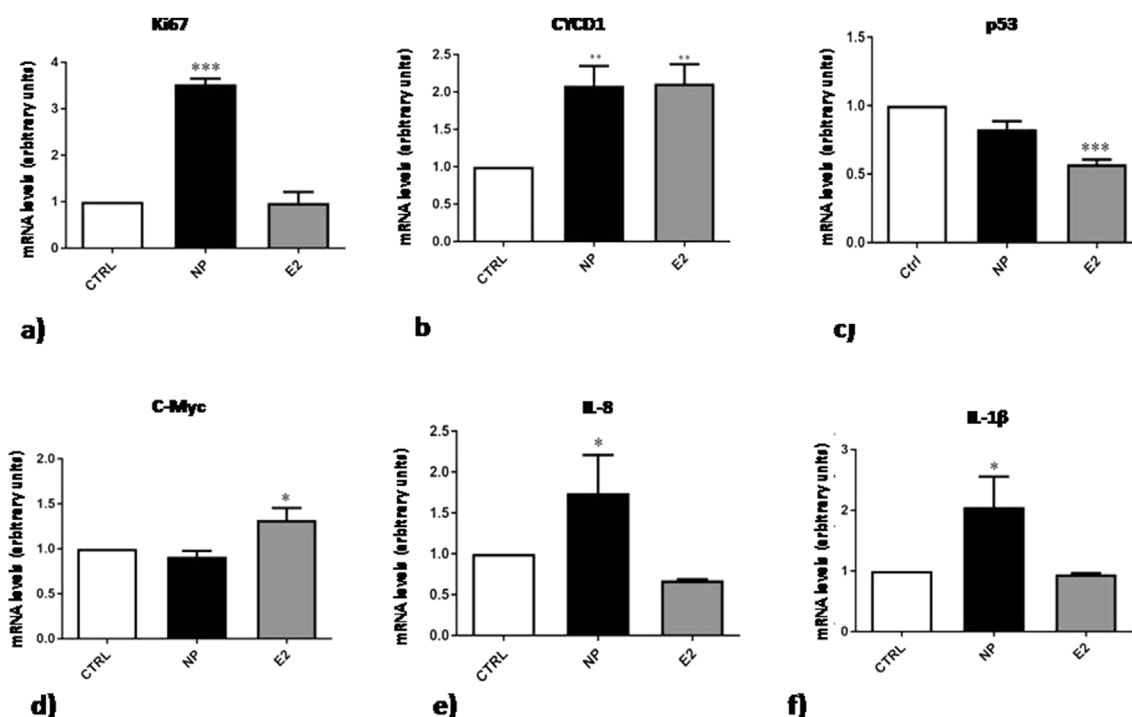 Ki67
mRNA levels (arbitrary units)
4
3
2
1
0
***
CTRL
NP
E2
a)
CYCD1
mRNA levels (arbitrary units)
2.5
2.0
1.5
1.0
0.5
0.0
**
**
CTRL
NP
E2
b
p53
mRNA levels (arbitrary units)
1.5
1.0
0.5
0.0
***
Ctrl
NP
E2
c)
C-Myc
mRNA levels (arbitrary units)
2.0
1.5
1.0
0.5
0.0
*
CTRL
NP
E2
d)
IL-8
mRNA levels (arbitrary units)
2.5
2.0
1.5
1.0
0.5
0.0
*
CTRL
NP
E2
e)
IL-1β
mRNA levels (arbitrary units)
3
2
1
0
*
CTRL
NP
E2
f)